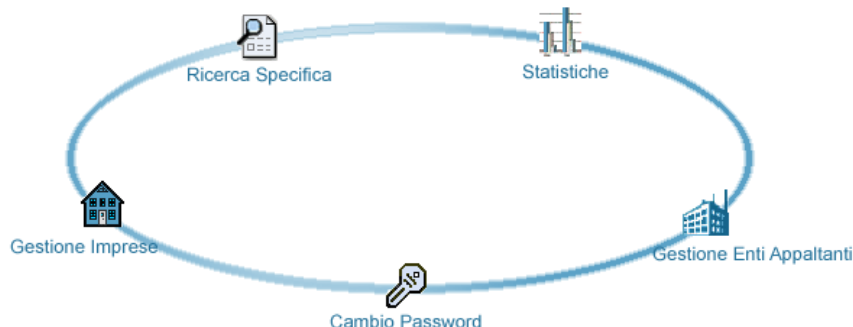 Ricerca Specifica
Statistiche
Gestione Imprese
Gestione Enti Appaltanti
Cambio Password